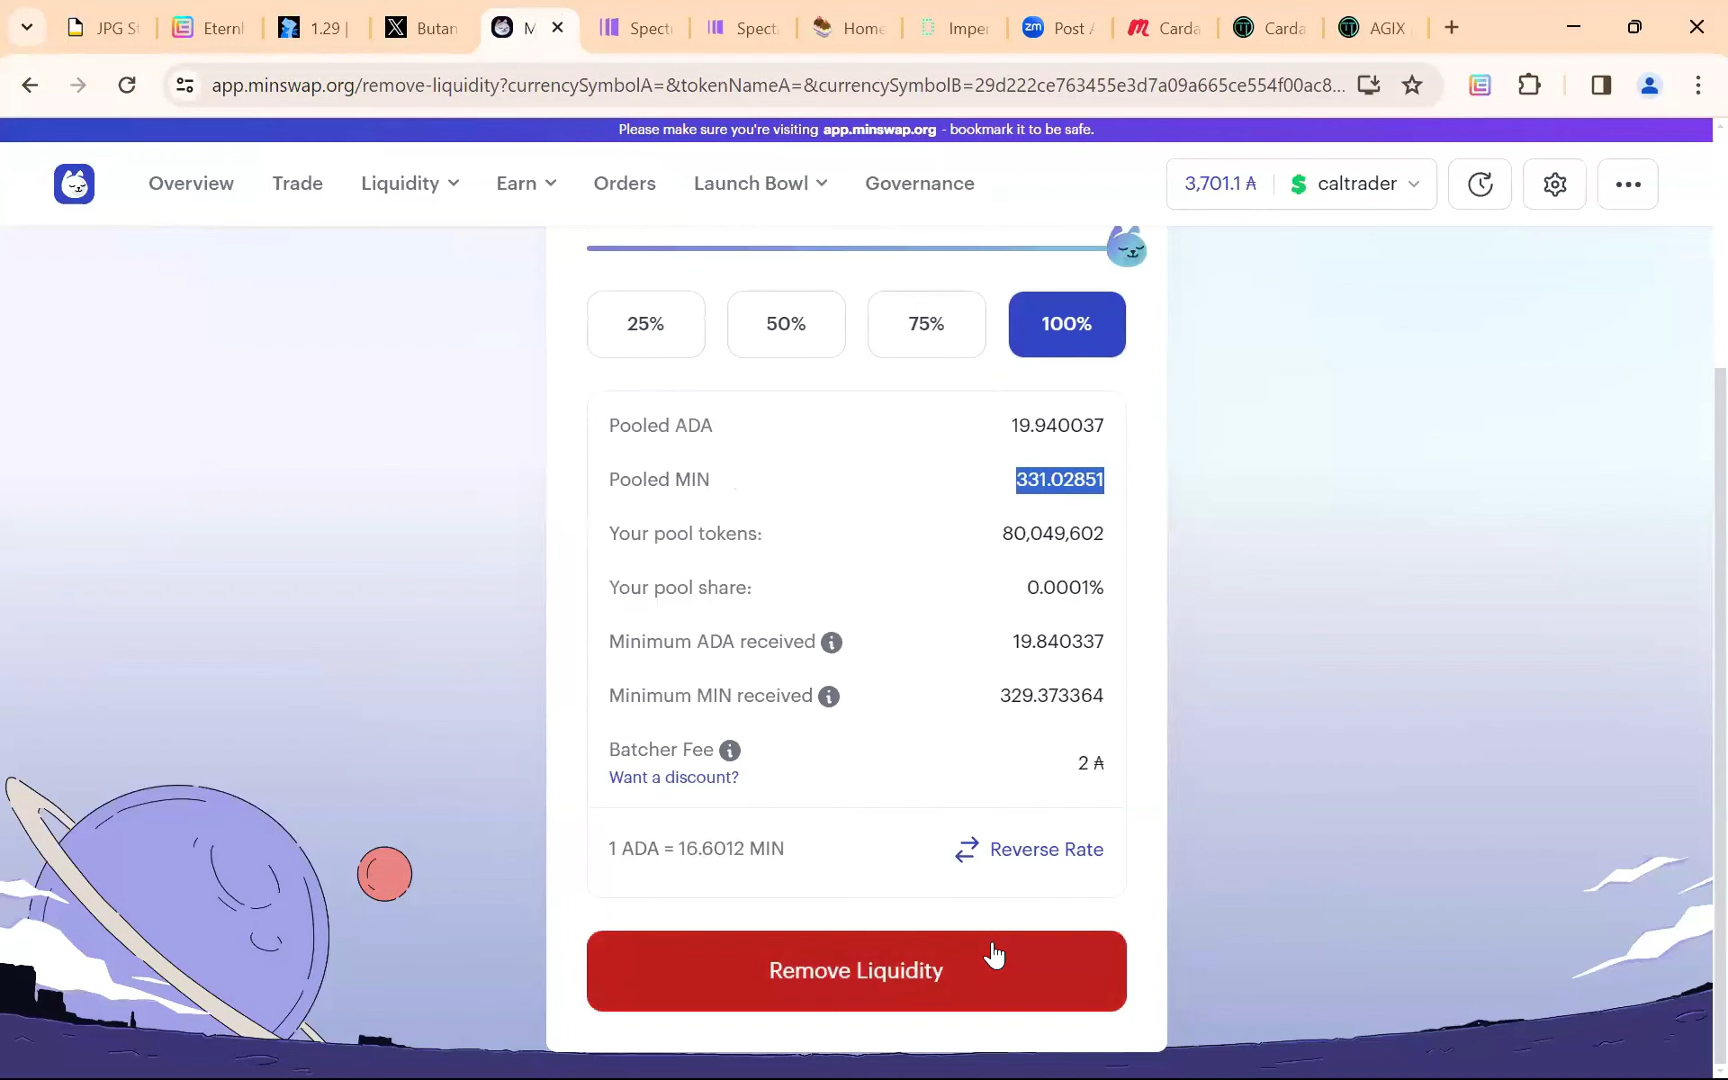 JPG S
Eternl
1.29 |
Butan
M
Spect
Spect
Home
Impe
Post A
Carda
Carda
AGIX
app.minswap.org/remove-liquidity?currencySymbolA=&tokenNameA=&currencySymbolB=29d222ce763455e3d7a09a665ce554f00ac8...
Please make sure you're visiting app.minswap.org - bookmark it to be safe.
Overview
Trade
Liquidity
Earn
Orders
Launch Bowl
Governance
3,701.1 ₳
caltrader
25%
50%
75%
100%
Pooled ADA 19.940037
Pooled MIN 331.02851
Your pool tokens: 80,049,602
Your pool share: 0.0001%
Minimum ADA received 19.840337
Minimum MIN received 329.373364
Batcher Fee
2 ₳
Want a discount?
1 ADA = 16.6012 MIN
Reverse Rate
Remove Liquidity